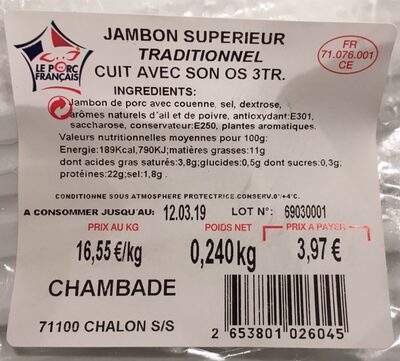 LE PORC
FRANÇAIS
JAMBON SUPERIEUR
TRADITIONNEL
CUIT AVEC SON OS 3TR.
FR
71.076.001
CE
INGREDIENTS:
Jambon de porc avec couenne, sel, dextrose,
arômes naturels d'ail et de poivre, antioxydant:E301,
saccharose, conservateur:E250, plantes aromatiques.
Valeurs nutritionnelles moyennes pour 100g:
Energie:189Kcal,790KJ;matières grasses:11g
dont acides gras saturés:3,8g;glucides:0,5g dont sucres:0,3g;
protéines:22g;sel:1,8g .
CONDITIONNE SOUS ATMOSPHERE PROTECTRICE.CONSERV.0°/+4°C.
A CONSOMMER JUSQU'AU: 12.03.19 LOT N°: 69030001
PRIX AU KG POIDS NET PRIX A PAYER
16,55 €/kg 0,240kg 3,97 €
CHAMBADE
71100 CHALON S/S
2 653801 026045